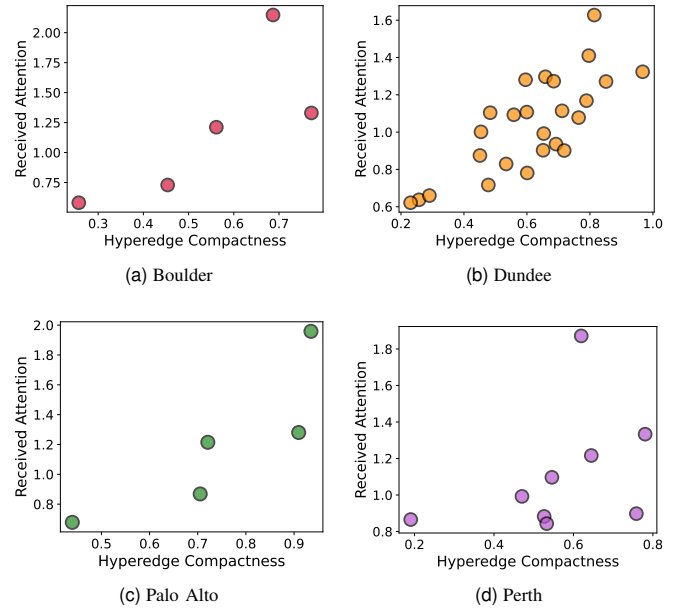 2.00
1.75
1.50
1.25
1.00
0.75
Received Attention
0.3 0.4 0.5 0.6 0.7
Hyperedge Compactness
(a) Boulder
1.6
1.4
1.2
1.0
0.8
0.6
Received Attention
0.2 0.4 0.6 0.8 1.0
Hyperedge Compactness
(b) Dundee
2.0
1.8
1.6
1.4
1.2
1.0
0.8
Received Attention
0.5 0.6 0.7 0.8 0.9
Hyperedge Compactness
(c) Palo Alto
1.8
1.6
1.4
1.2
1.0
0.8
Received Attention
0.2 0.4 0.6 0.8
Hyperedge Compactness
(d) Perth